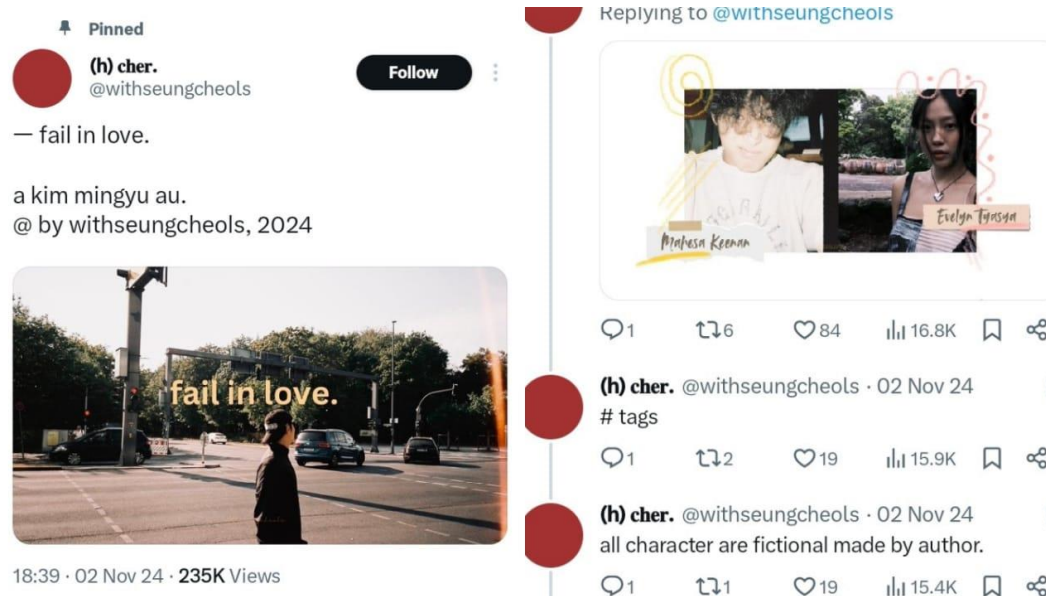 Pinned
(h) cher.
@withseungcheols
Follow
— fail in love.
a kim mingyu au.
@ by withseungcheols, 2024
fail in love.
18:39 · 02 Nov 24 · 235K Views
Replying to @withseungcheols
Mahesa Keenan
Evelyn Tyasya
1 6 84 16.8K
(h) cher. @withseungcheols · 02 Nov 24
# tags
1 2 19 15.9K
(h) cher. @withseungcheols · 02 Nov 24
all character are fictional made by author.
1 1 19 15.4K